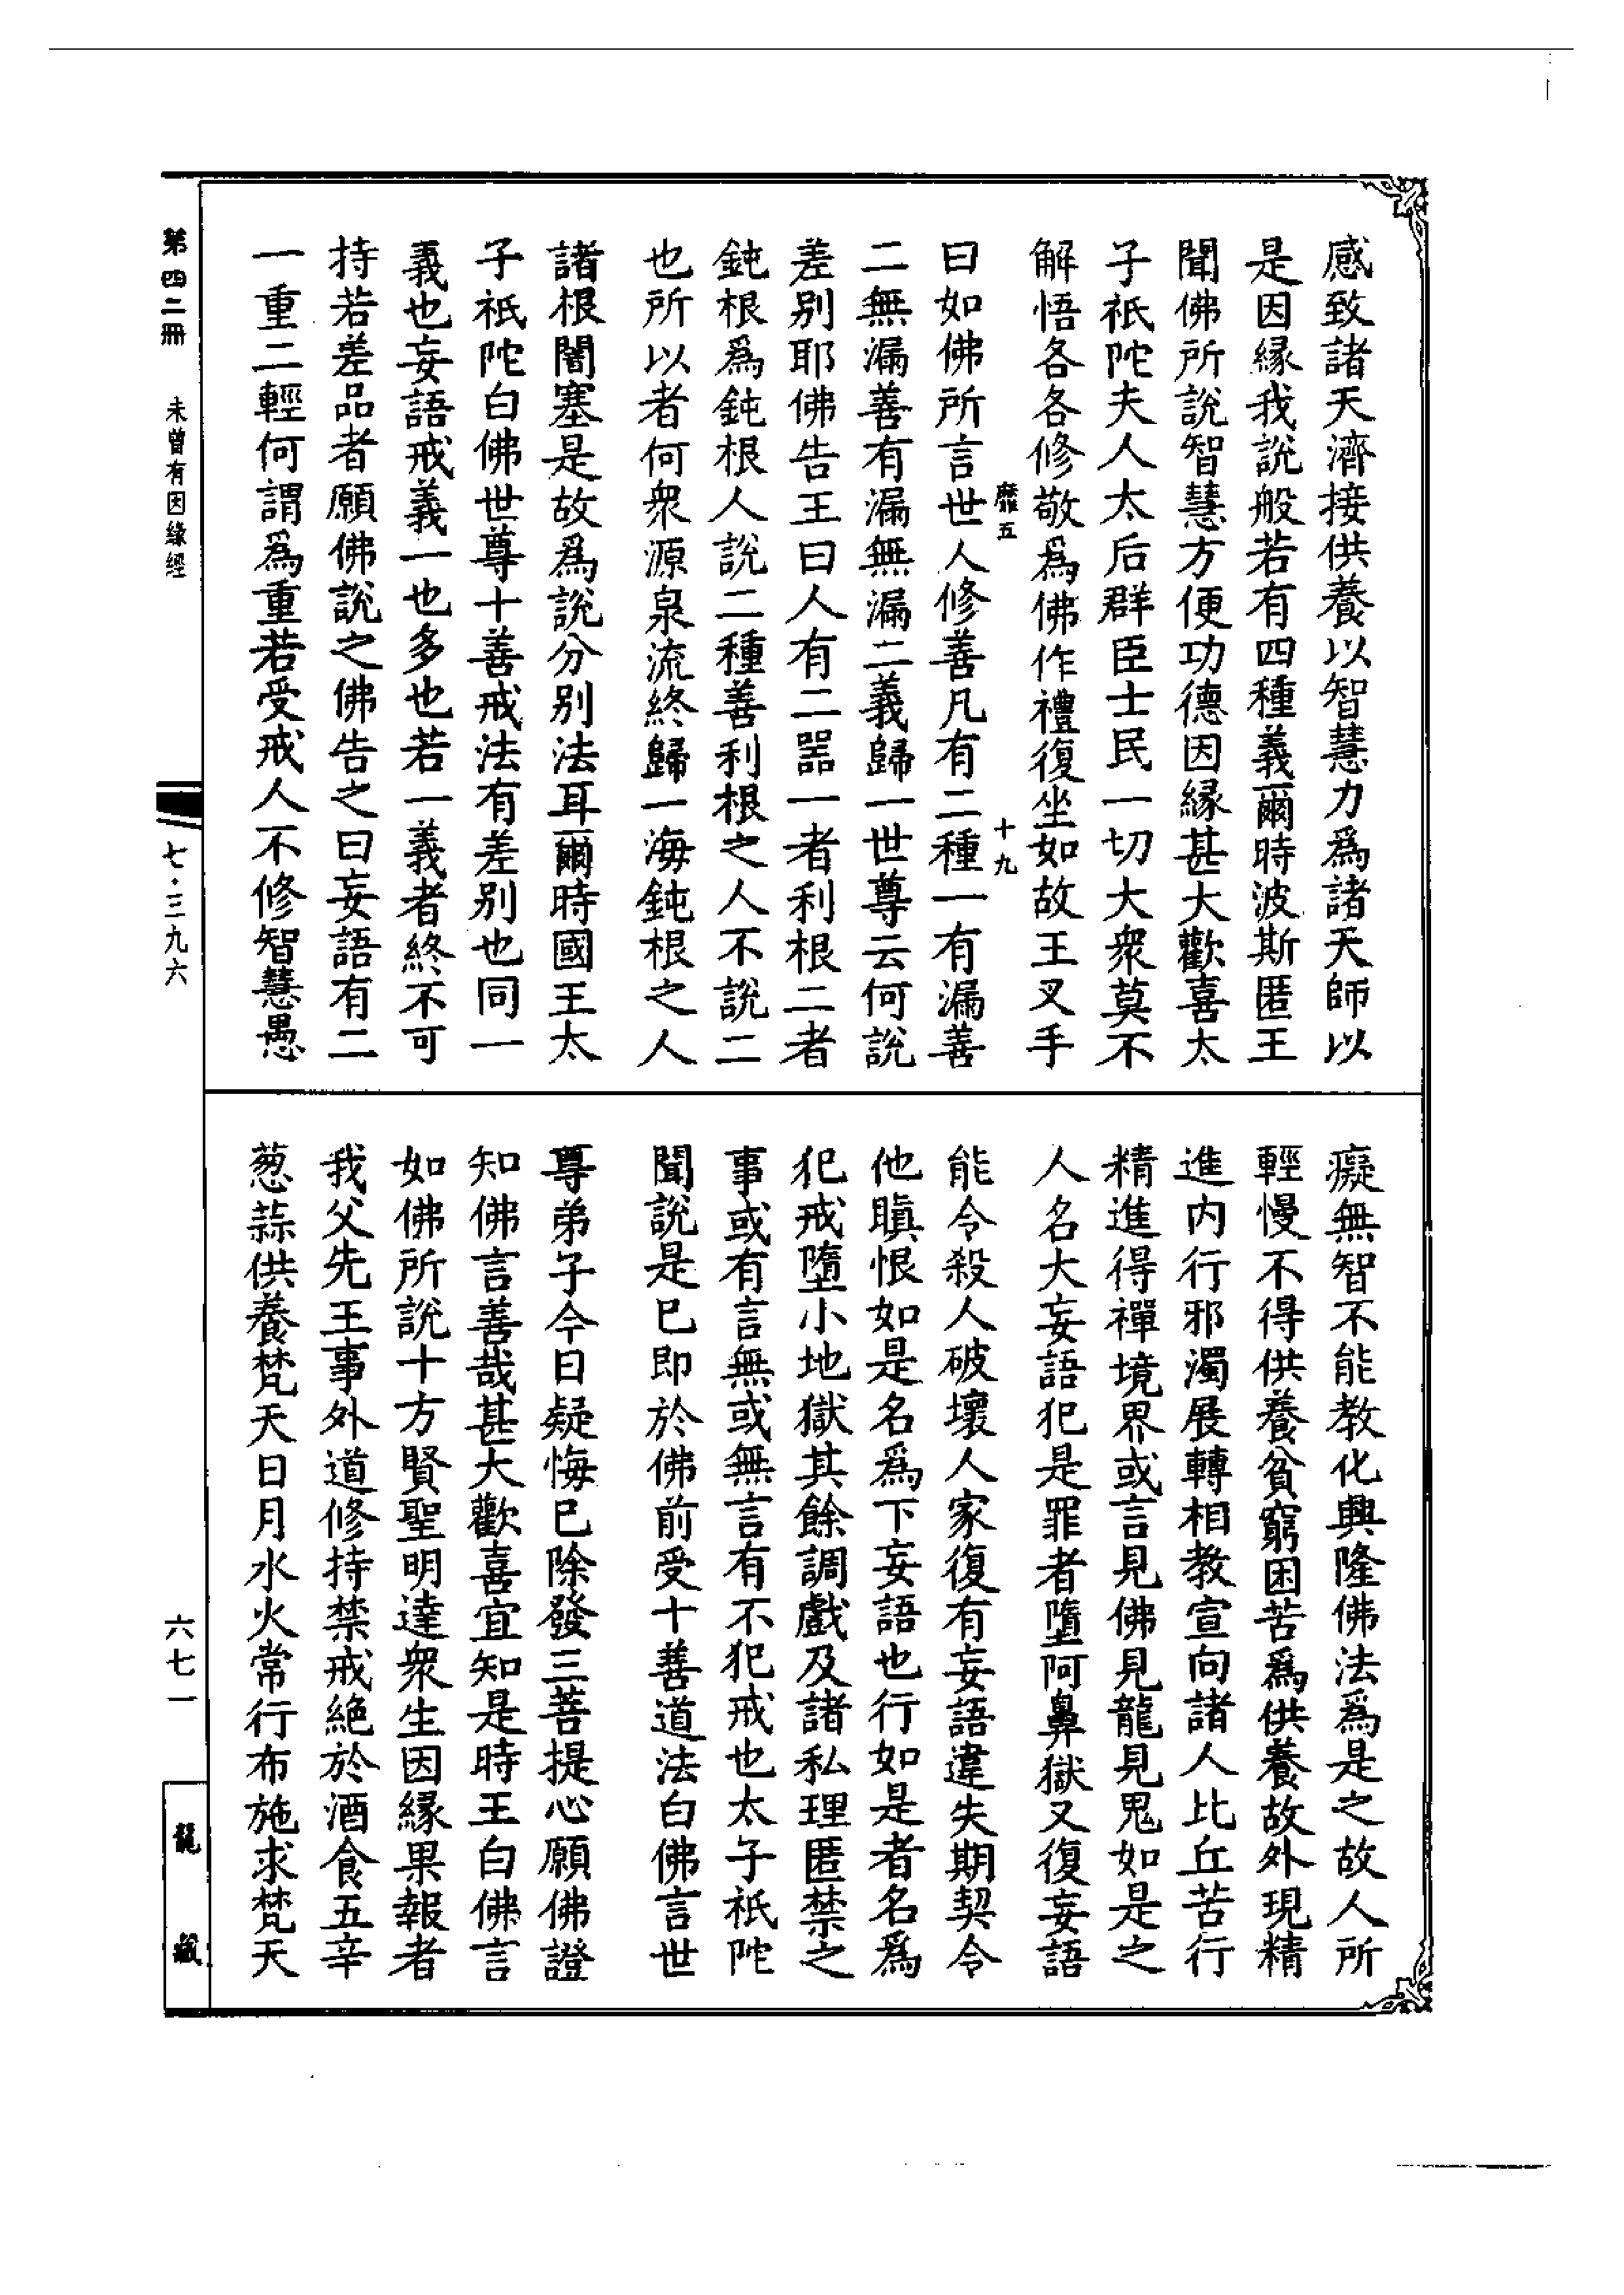 感致諸天濟接供養以智慧力爲諸天師以
是因緣我說般若有四種義爾時波斯匿王
聞佛所說智慧方便功德因緣甚大歡喜太
子祇陀夫人太后群臣士民一切大衆莫不
解悟各各修敬爲佛作禮復坐如故王叉手
靡五 十九
曰如佛所言世人修善凡有二種一有漏善
二無漏善有漏無漏二義歸一世尊云何說
差別耶佛告王曰人有二器一者利根二者
鈍根爲鈍根人說二種善利根之人不說二
也所以者何衆源泉流終歸一海鈍根之人
諸根闇塞是故爲說分別法耳爾時國王太
子祇陀白佛世尊十善戒法有差別也同一
義也妄語戒義一也多也若一義者終不可
持若差品者願佛說之佛告之曰妄語有二
一重二輕何謂爲重若受戒人不修智慧愚
癡無智不能教化興隆佛法爲是之故人所
輕慢不得供養貧窮困苦爲供養故外現精
進內行邪濁展轉相教宣向諸人比丘苦行
精進得禪境界或言見佛見龍見鬼如是之
人名大妄語犯是罪者墮阿鼻獄又復妄語
能令殺人破壞人家復有妄語違失期契令
他瞋恨如是名爲下妄語也行如是者名爲
犯戒墮小地獄其餘調戲及諸私理匿禁之
事或有言無或無言有不犯戒也太子祇陀
聞說是已即於佛前受十善道法白佛言世
尊弟子今日疑悔已除發三菩提心願佛證
知佛言善哉甚大歡喜宜知是時王白佛言
如佛所說十方賢聖明達衆生因緣果報者
我父先王事外道修持禁戒絕於酒食五辛
葱蒜供養梵天日月水火常行布施求梵天
第四二冊 未曾有因緣經
七·三九六
六七一
龍藏